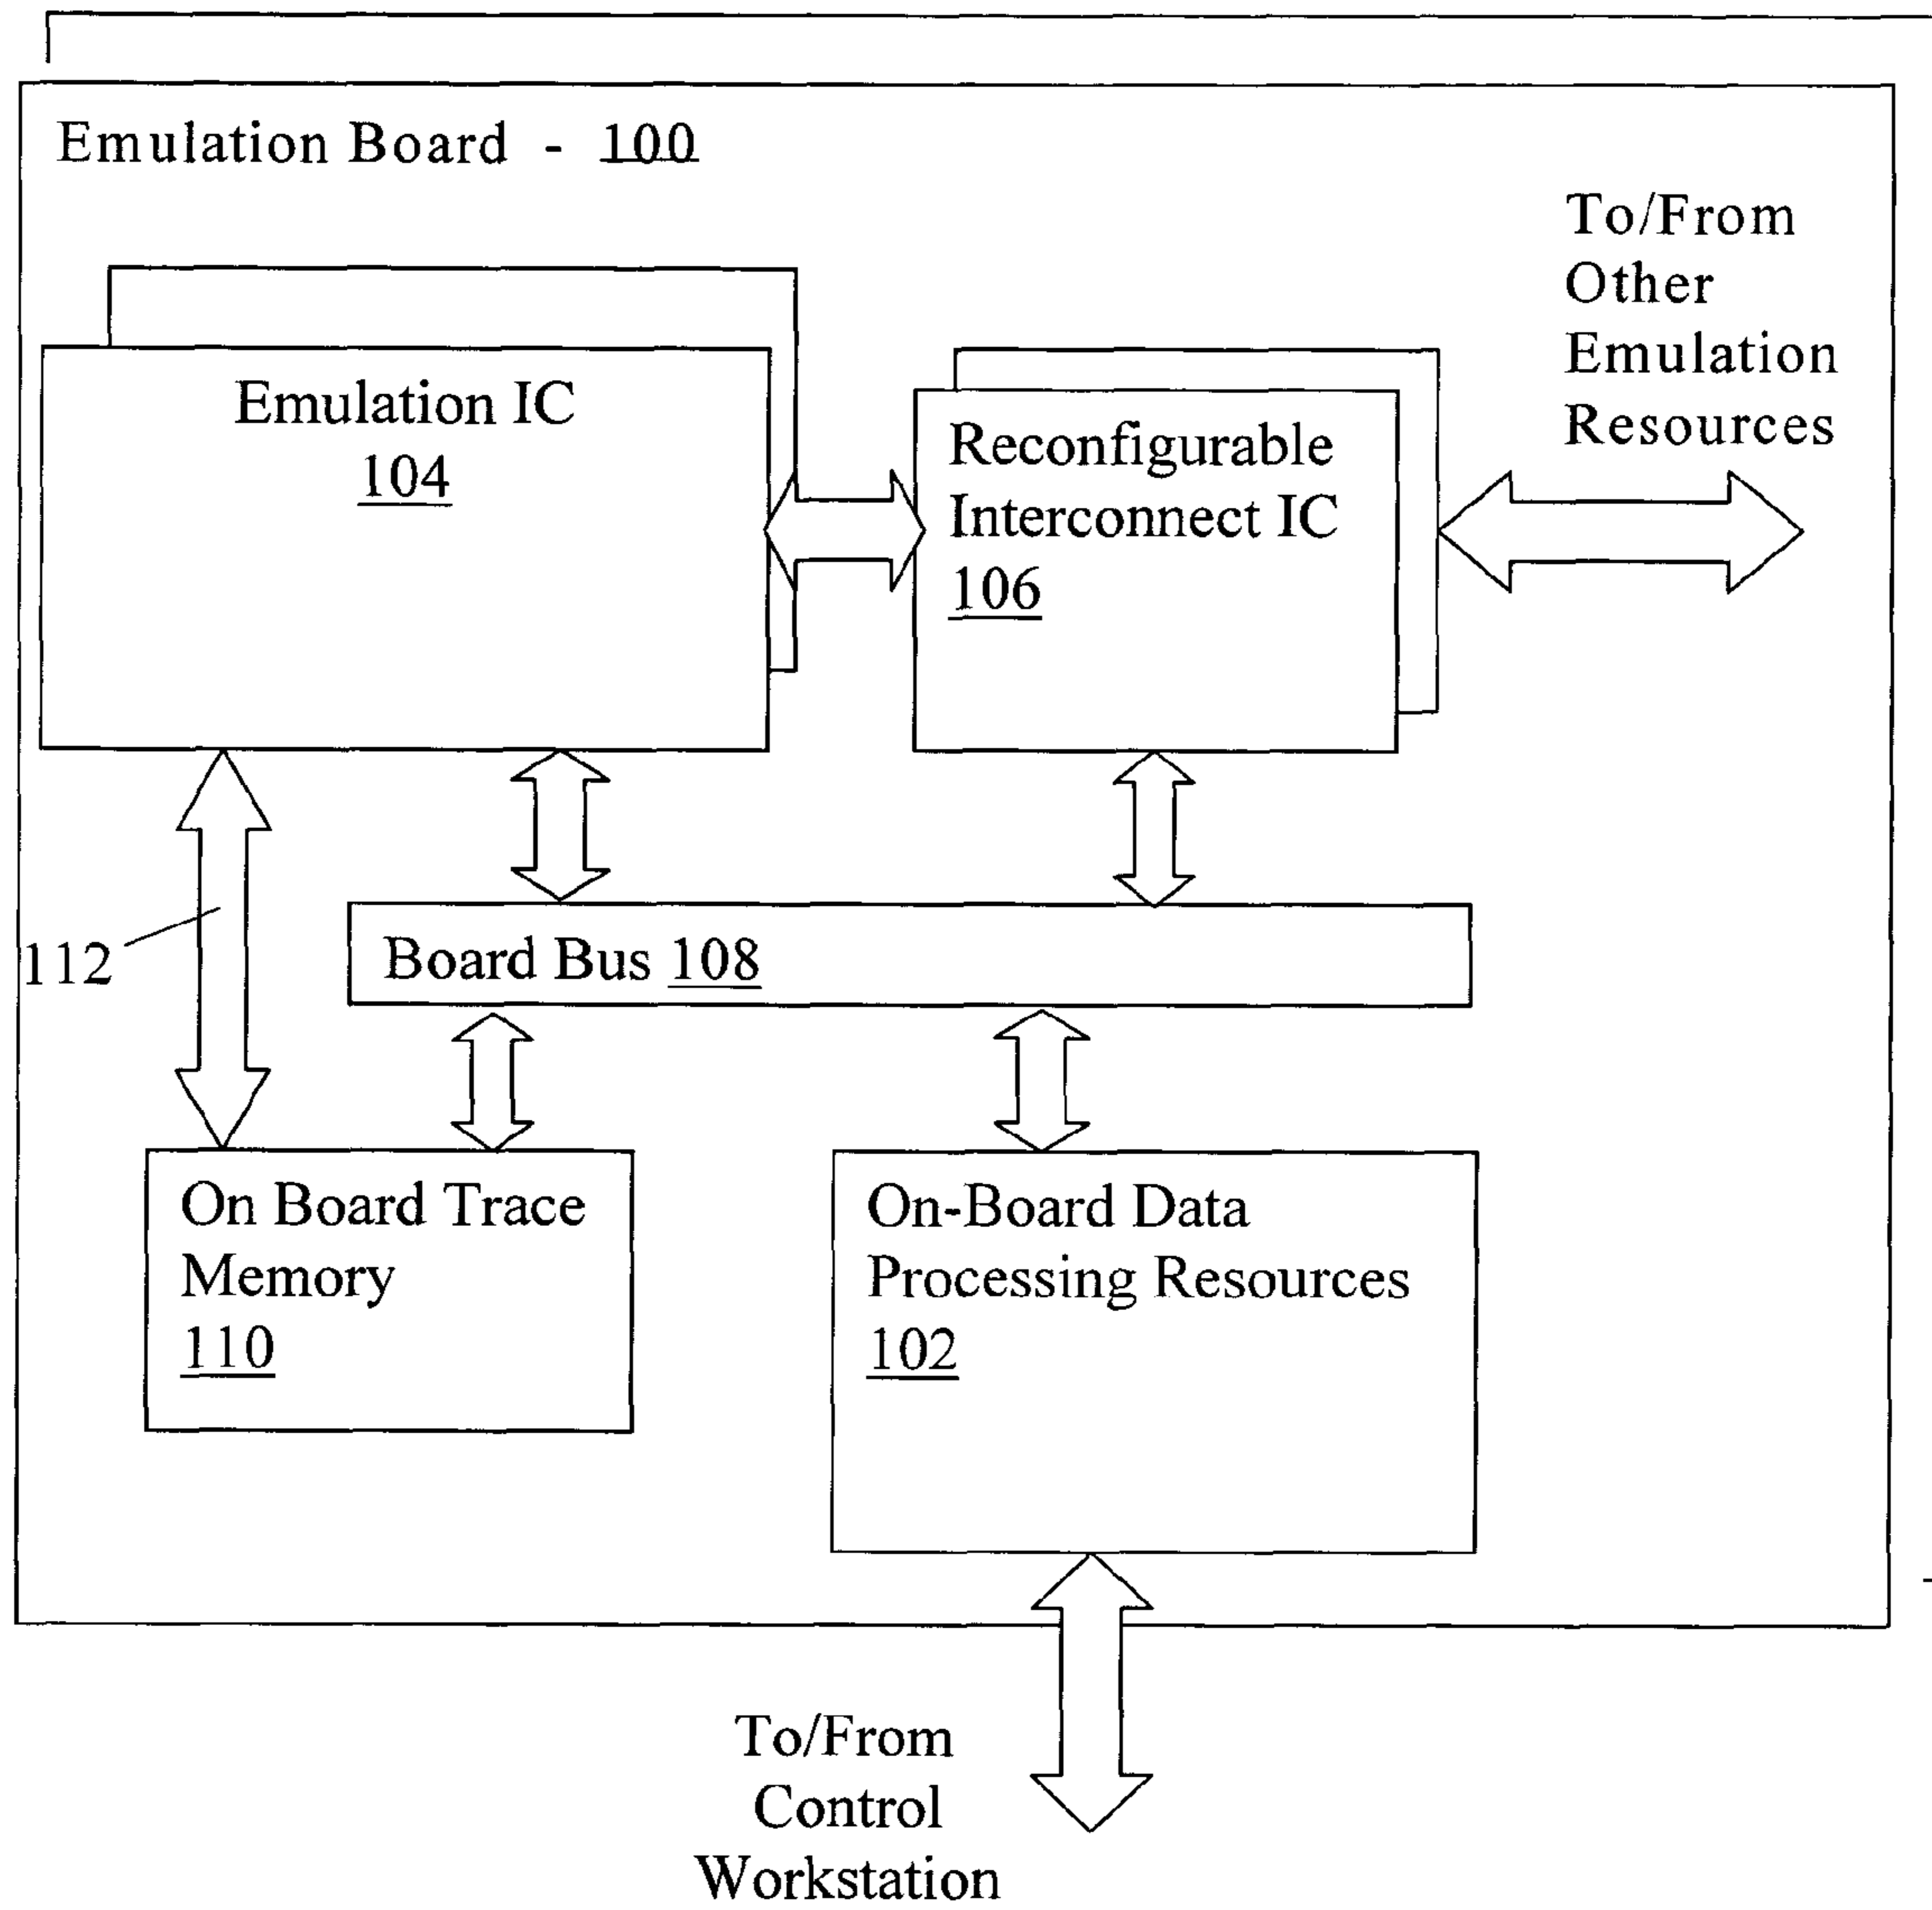 Emulation Board - 100
To/From
Other
Emulation
Resources
Emulation IC
104
Reconfigurable
Interconnect IC
106
112
Board Bus 108
On Board Trace
Memory
110
On-Board Data
Processing Resources
102
To/From
Control
Workstation